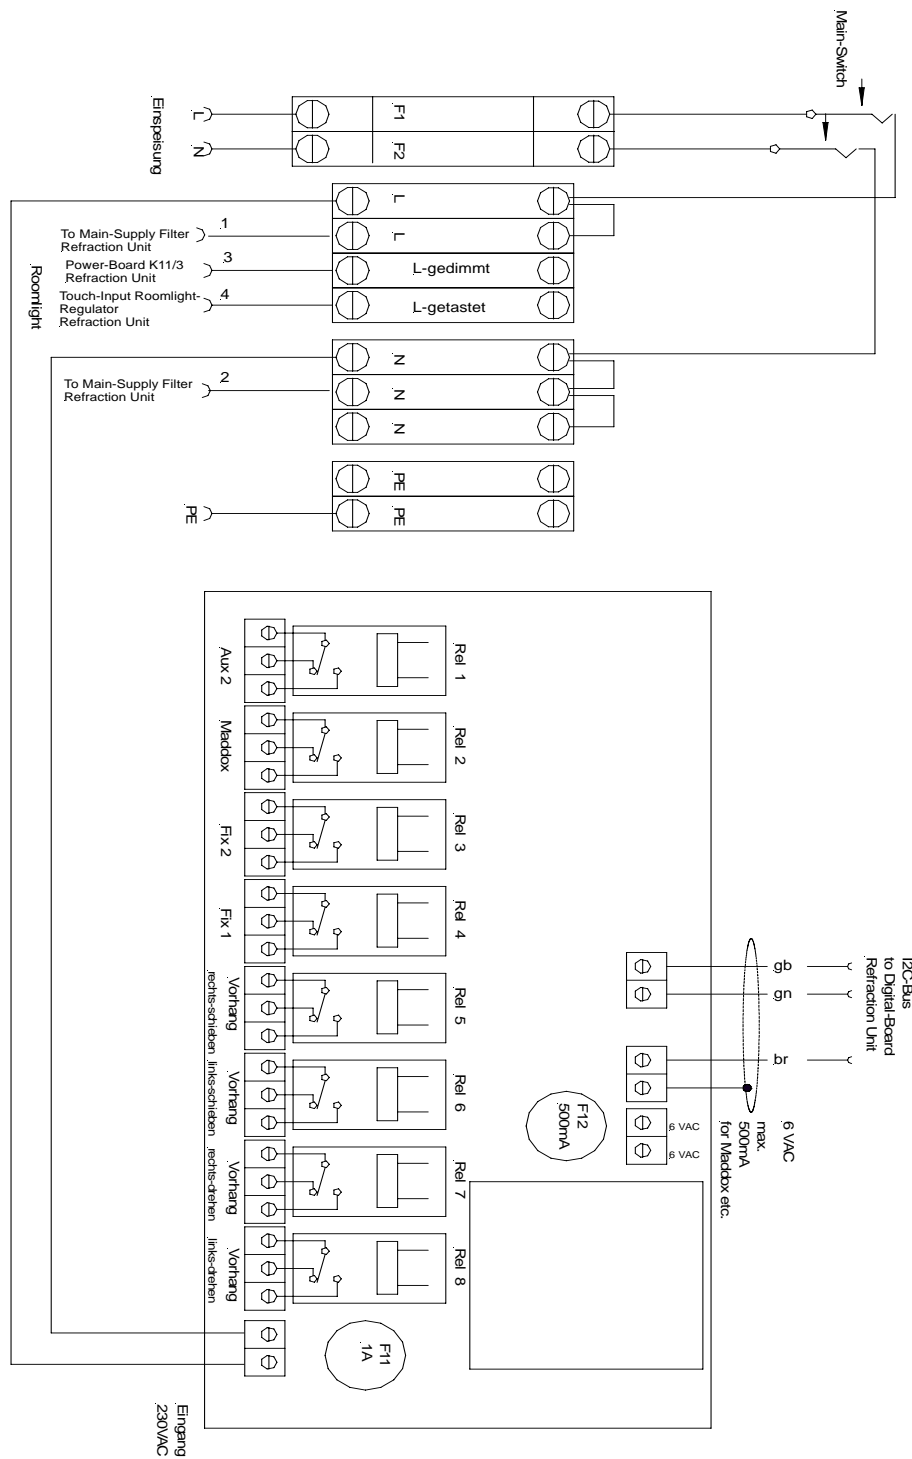 Main-Switch
Einspeisung
L
N
F1
F2
L
L
L-gedimmt
L-getastet
1
To Main-Supply Filter
Refraction Unit
3
Power-Board K11/3
Refraction Unit
4
Touch-Input Roomlight-
Regulator
Refraction Unit
Roomlight
N
N
N
2
To Main-Supply Filter
Refraction Unit
PE
PE
PE
Rel 1
Aux 2
Rel 2
Maddox
Rel 3
Fix 2
Rel 4
Fix 1
Rel 5
Vorhang
rechts-schieben
Rel 6
Vorhang
links-schieben
Rel 7
Vorhang
rechts-drehen
Rel 8
Vorhang
links-drehen
I2C-Bus
to Digital-Board
Refraction Unit
gb
gn
br
6 VAC
max.
500mA
for Maddox etc.
6 VAC
6 VAC
F12
500mA
F11
1A
Eingang
230VAC